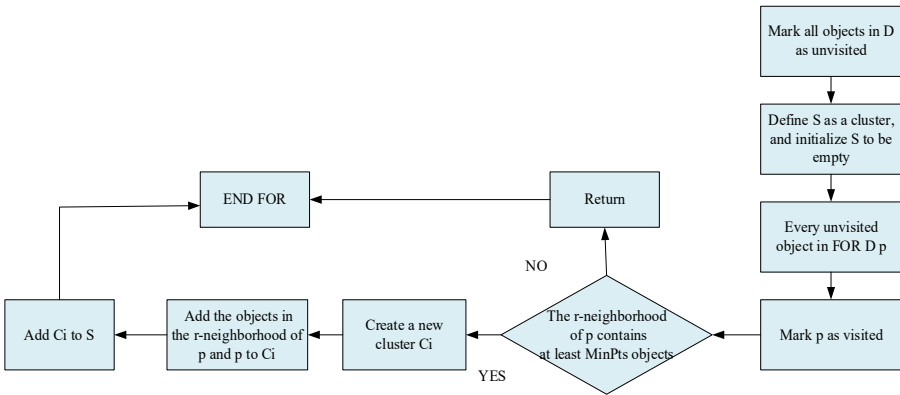 Mark all objects in D
as unvisited
Define S as a cluster,
and initialize S to be
empty
Every unvisited
object in FOR D p
Mark p as visited
The r-neighborhood
of p contains
at least MinPts objects
NO
Return
END FOR
YES
Create a new
cluster Ci
Add the objects in
the r-neighborhood of
p and p to Ci
Add Ci to S